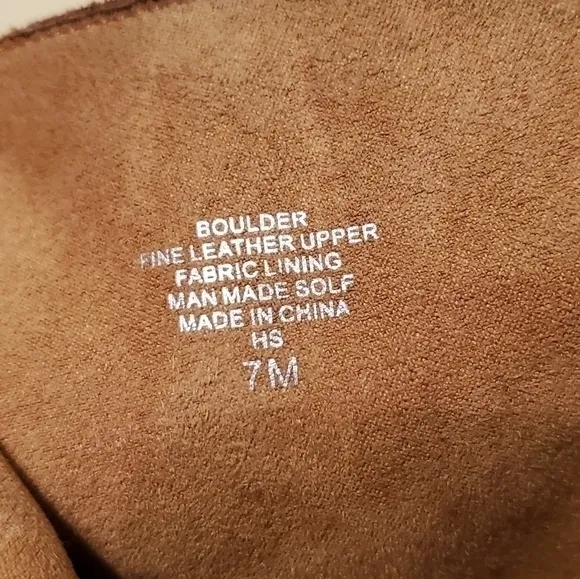 BOULDER
FINE LEATHER UPPER
FABRIC LINING
MAN MADE SOLF
MADE IN CHINA
HS
7M